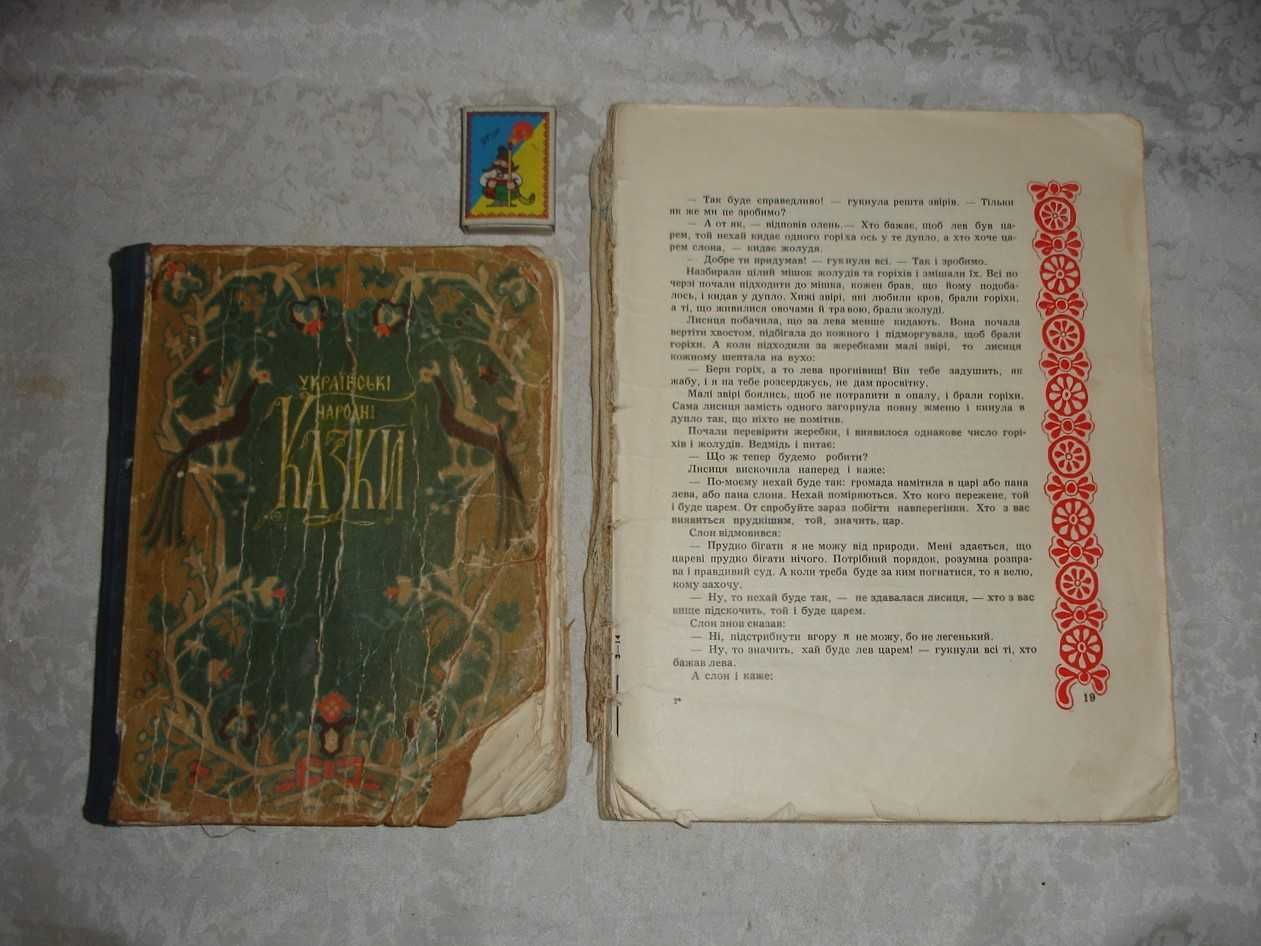 УКРАЇНСЬКІ
НАРОДНІ
КАЗКИ
— Так буде справедливо! — гукнула решта звірів. — Тільки
як же ми це зробимо?
— А от як, — відповів олень.— Хто бажає, щоб лев був ца-
рем, той нехай кидає одного горіха ось у те дупло, а хто хоче ца-
рем слона, — кидає жолудя.
— Добре ти придумав! — гукнули всі. — Так і зробимо.
Назбирали цілий мішок жолудів та горіхів і змішали їх. Всі по
черзі почали підходити до мішка, кожен брав, що йому подоба-
лось, і кидав у дупло. Хижі звірі, які любили кров, брали горіхи,
а ті, що живилися овочами й травою, брали жолуді.
Лисиця побачила, що за лева менше кидають. Вона почала
вертіти хвостом, підбігала до кожного і підморгувала, щоб брали
горіхи. А коли відходили за жеребками малі звірі, то лисиця
кожному шептала на вухо:
— Бери горіх, а то лева прогнівиш! Він тебе задушить, як
жабу, і я на тебе розсерджусь, не дам просвітку.
Малі звірі боялись, щоб не потрапити в опалу, і брали горіхи.
Сама лисиця замість одного загорнула повну жменю і кинула в
дупло так, що ніхто не помітив.
Почали перевіряти жеребки, і виявилося однакове число горі-
хів і жолудів. Ведмідь і питає:
— Що ж тепер будемо робити?
Лисиця вискочила наперед і каже:
— По-моєму нехай буде так: громада намітила в царі або пана
лева, або пана слона. Нехай поміряються. Хто кого пережене, той
і буде царем. От спробуйте зараз побігти навперегінки. Хто з вас
виявиться прудкішим, той, значить, цар.
Слон відмовився:
— Прудко бігати я не можу від природи. Мені здається, що
цареві прудко бігати нічого. Потрібний порядок, розумна розпра-
ва і правдивий суд. А коли треба буде за ким погнатися, то я велю,
кому захочу.
— Ну, то нехай буде так, — не здавалася лисиця, — хто з вас
вище підскочить, той і буде царем.
Слон знов сказав:
— Ні, підстрибнути вгору я не можу, бо не легенький.
— Ну, то значить, хай буде лев царем! — гукнули всі ті, хто
бажав лева.
А слон і каже:
2*
19